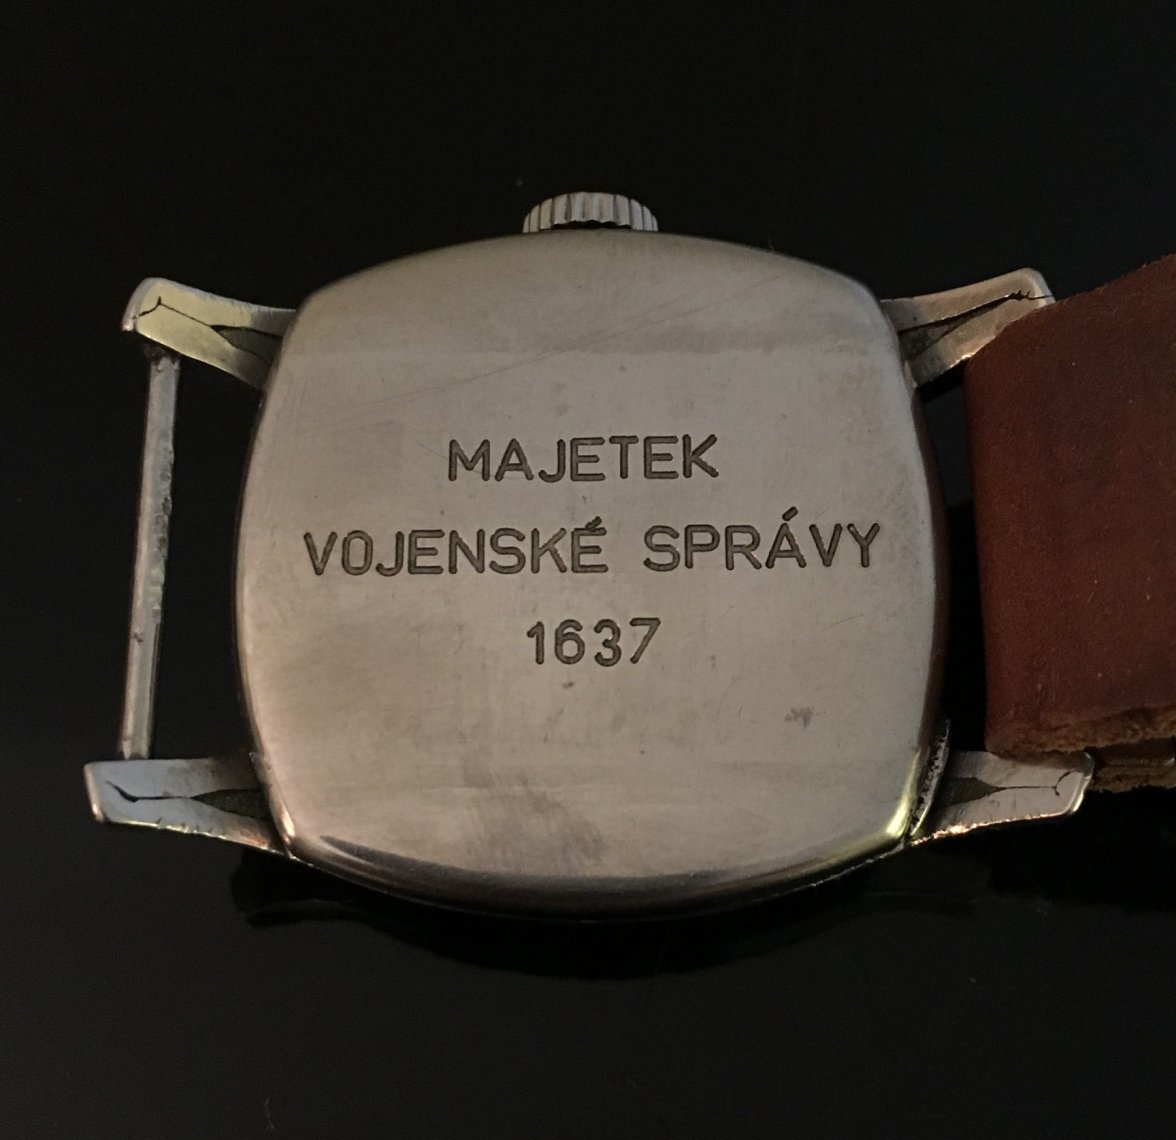 MAJETEK
VOJENSKÉ SPRÁVY
1637